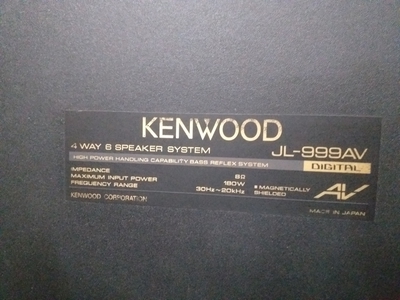 KENWOOD
4 WAY 6 SPEAKER SYSTEM JL-999AV
HIGH POWER HANDLING CAPABILITY BASS REFLEX SYSTEM DIGITAL
IMPEDANCE 8Ω
MAXIMUM INPUT POWER 180W
FREQUENCY RANGE 30Hz~20kHz
MAGNETICALLY SHIELDED
AV
KENWOOD CORPORATION
MADE IN JAPAN